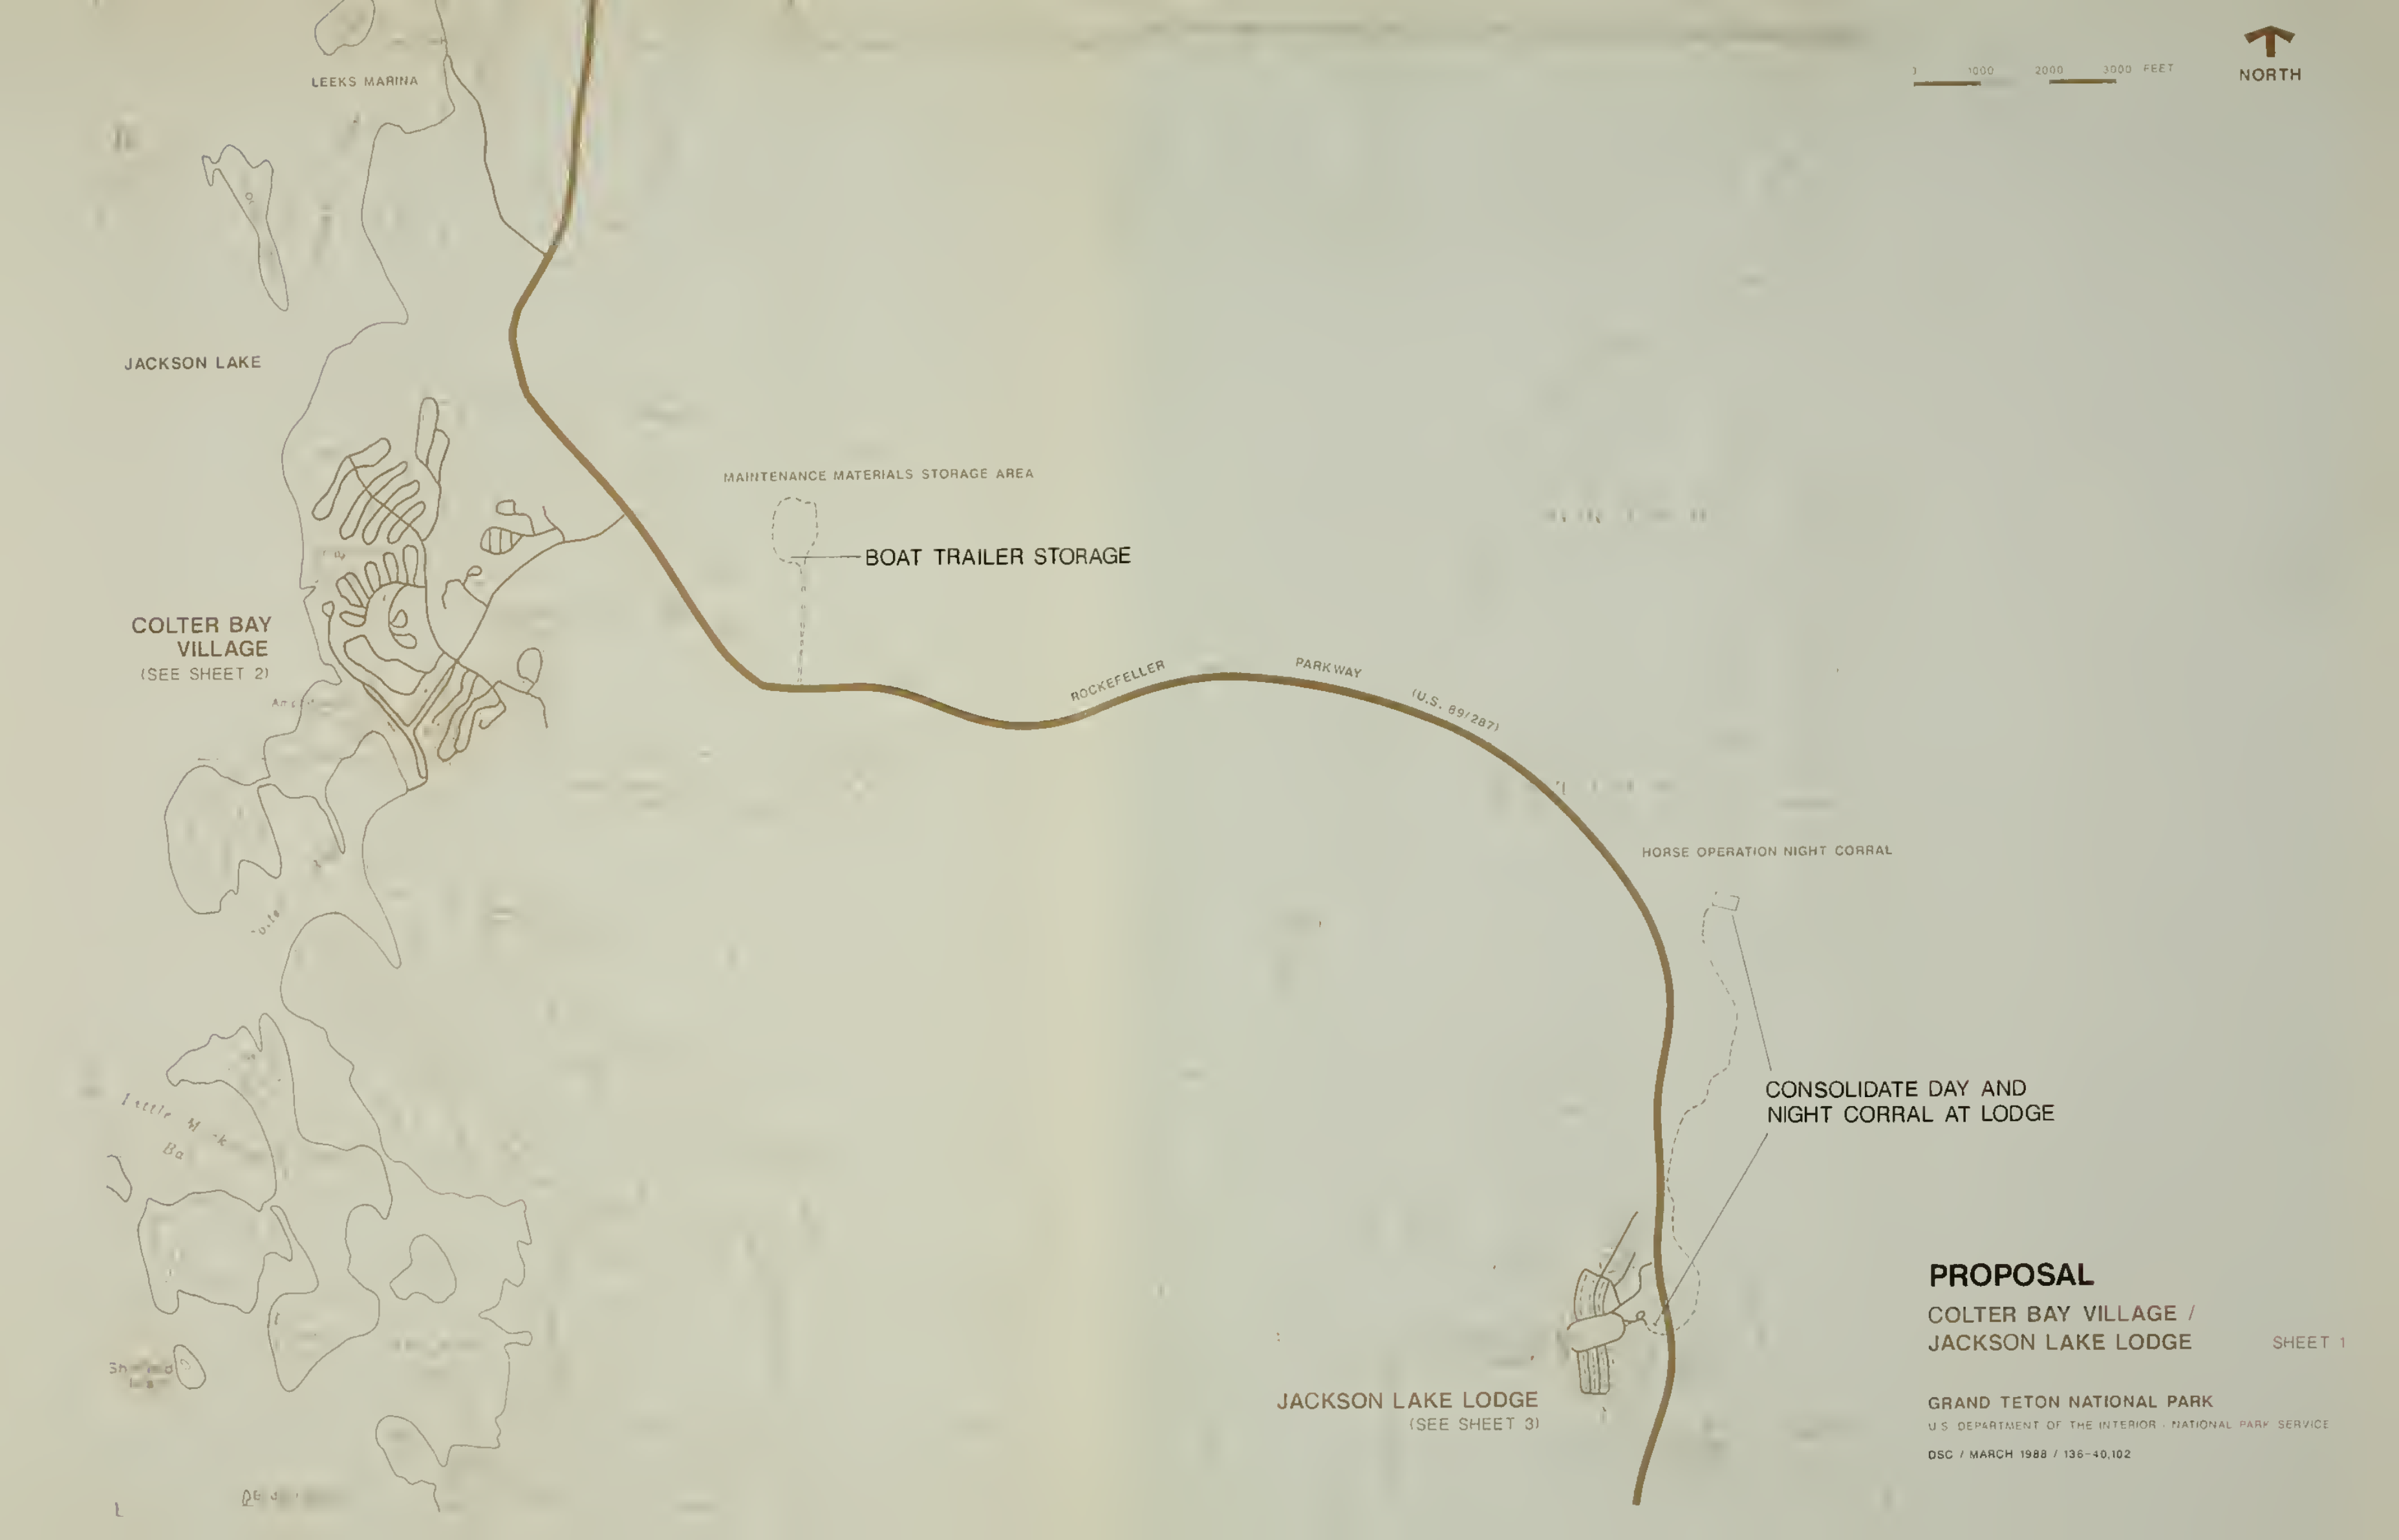 LEEKS MARINA
1000 2000 3000 FEET
NORTH
JACKSON LAKE
MAINTENANCE MATERIALS STORAGE AREA
BOAT TRAILER STORAGE
COLTER BAY
VILLAGE
(SEE SHEET 2)
ROCKEFELLER PARKWAY (U.S. 89/287)
HORSE OPERATION NIGHT CORRAL
CONSOLIDATE DAY AND
NIGHT CORRAL AT LODGE
Little
JACKSON LAKE LODGE
(SEE SHEET 3)
PROPOSAL
COLTER BAY VILLAGE /
JACKSON LAKE LODGE
SHEET 1
GRAND TETON NATIONAL PARK
U.S. DEPARTMENT OF THE INTERIOR - NATIONAL PARK SERVICE
DSC / MARCH 1988 / 136-40,102